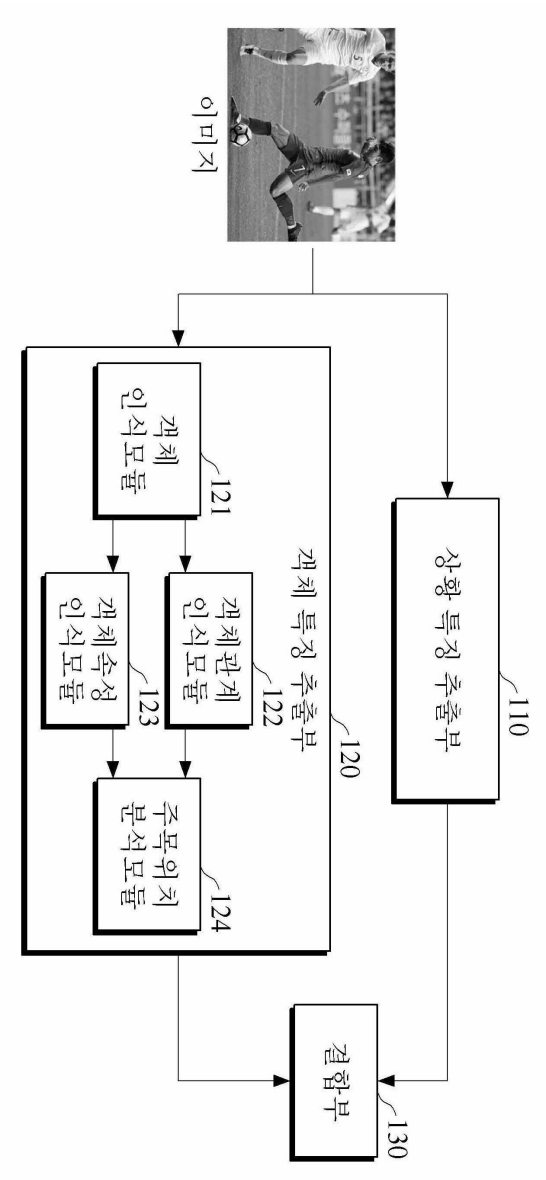 이미지
상황 특징 추출부
110
객체 특징 추출부
120
객체
인식모듈
121
객체관계
인식모듈
122
객체속성
인식모듈
123
주목위치
분석모듈
124
결합부
130